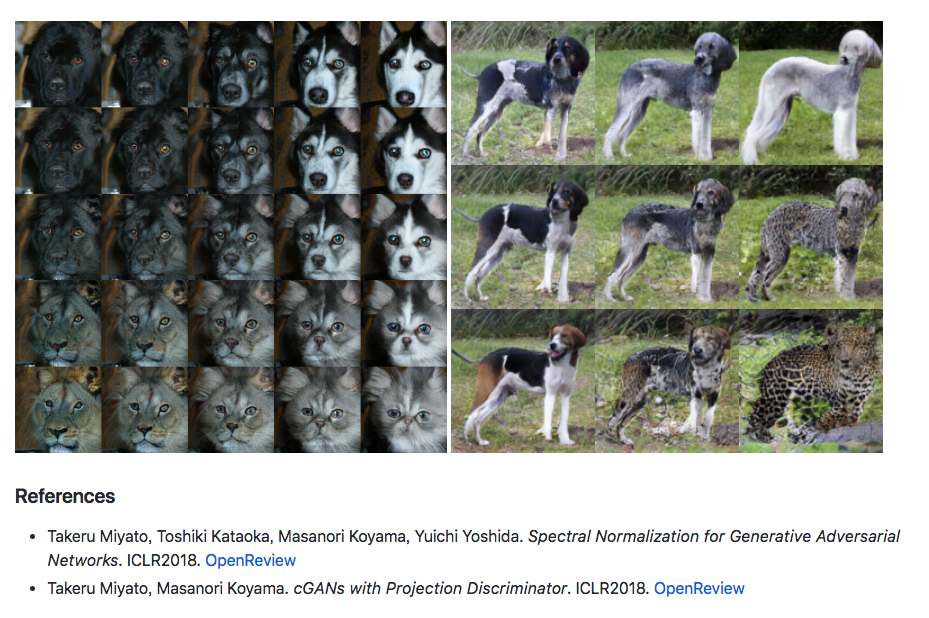 References
Takeru Miyato, Toshiki Kataoka, Masanori Koyama, Yuichi Yoshida. Spectral Normalization for Generative Adversarial
Networks. ICLR2018. OpenReview
Takeru Miyato, Masanori Koyama. cGANs with Projection Discriminator. ICLR2018. OpenReview